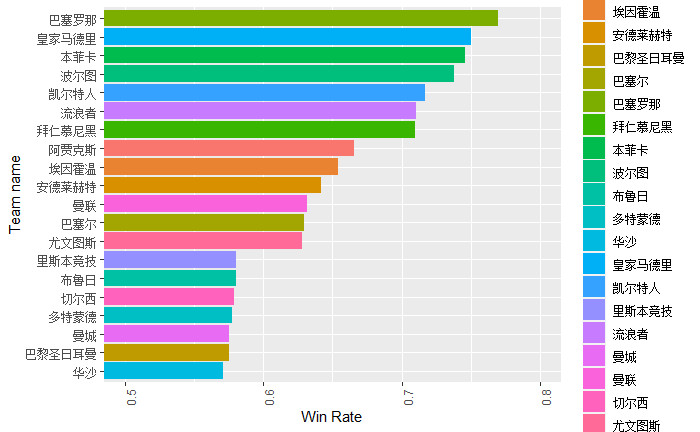 巴塞罗那
皇家马德里
本菲卡
波尔图
凯尔特人
流浪者
拜仁慕尼黑
阿贾克斯
埃因霍温
安德莱赫特
曼联
巴塞尔
尤文图斯
里斯本竞技
布鲁日
切尔西
多特蒙德
曼城
巴黎圣日耳曼
华沙
Team name
0.5
0.6
0.7
0.8
Win Rate
埃因霍温
安德莱赫特
巴黎圣日耳曼
巴塞尔
巴塞罗那
拜仁慕尼黑
本菲卡
波尔图
布鲁日
多特蒙德
华沙
皇家马德里
凯尔特人
里斯本竞技
流浪者
曼城
曼联
切尔西
尤文图斯